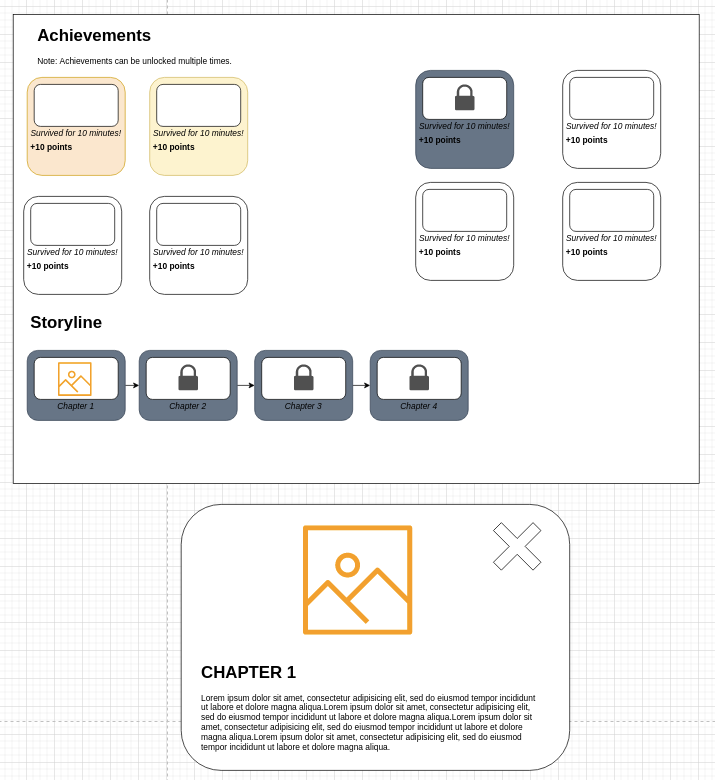 Achievements
Note: Achievements can be unlocked multiple times.
Survived for 10 minutes!
+10 points
Survived for 10 minutes!
+10 points
Survived for 10 minutes!
+10 points
Survived for 10 minutes!
+10 points
Survived for 10 minutes!
+10 points
Survived for 10 minutes!
+10 points
Survived for 10 minutes!
+10 points
Survived for 10 minutes!
+10 points
Storyline
Chapter 1
Chapter 2
Chapter 3
Chapter 4
CHAPTER 1
Lorem ipsum dolor sit amet, consectetur adipisicing elit, sed do eiusmod tempor incididunt
ut labore et dolore magna aliqua.Lorem ipsum dolor sit amet, consectetur adipisicing elit,
sed do eiusmod tempor incididunt ut labore et dolore magna aliqua.Lorem ipsum dolor sit
amet, consectetur adipisicing elit, sed do eiusmod tempor incididunt ut labore et dolore
magna aliqua.Lorem ipsum dolor sit amet, consectetur adipisicing elit, sed do eiusmod
tempor incididunt ut labore et dolore magna aliqua.